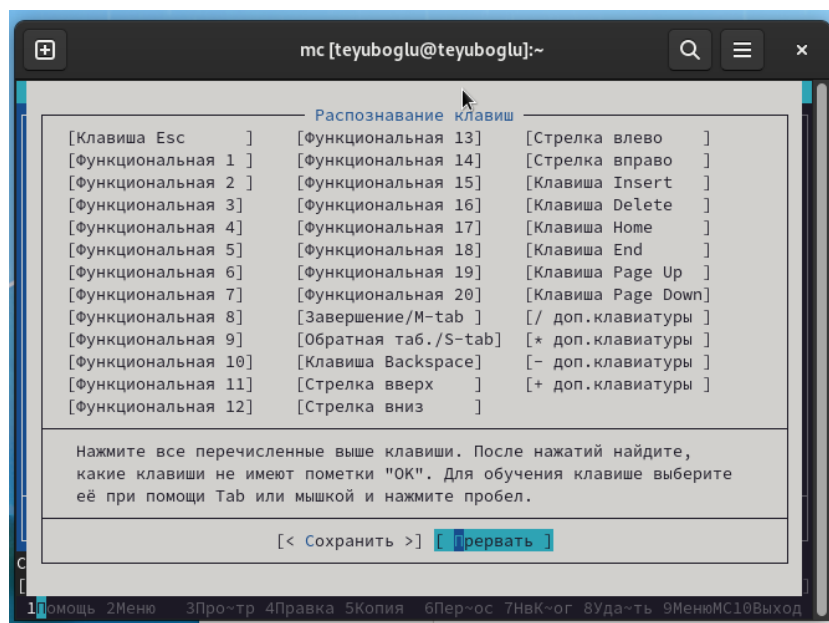 mc [teyuboglu@teyuboglu]:~
Распознавание клавиш
[Клавиша Esc ] [Функциональная 13] [Стрелка влево ]
[Функциональная 1 ] [Функциональная 14] [Стрелка вправо ]
[Функциональная 2 ] [Функциональная 15] [Клавиша Insert ]
[Функциональная 3] [Функциональная 16] [Клавиша Delete ]
[Функциональная 4] [Функциональная 17] [Клавиша Home ]
[Функциональная 5] [Функциональная 18] [Клавиша End ]
[Функциональная 6] [Функциональная 19] [Клавиша Page Up ]
[Функциональная 7] [Функциональная 20] [Клавиша Page Down]
[Функциональная 8] [Завершение/M-tab ] [/ доп.клавиатуры ]
[Функциональная 9] [Обратная таб./S-tab] [* доп.клавиатуры ]
[Функциональная 10] [Клавиша Backspace] [- доп.клавиатуры ]
[Функциональная 11] [Стрелка вверх ] [+ доп.клавиатуры ]
[Функциональная 12] [Стрелка вниз ]
Нажмите все перечисленные выше клавиши. После нажатий найдите,
какие клавиши не имеют пометки "OK". Для обучения клавише выберите
её при помощи Tab или мышкой и нажмите пробел.
[< Сохранить >] [ Прервать ]
С
[ ]
1Помощь 2Меню 3Про~тр 4Правка 5Копия 6Пер~ос 7НвК~ог 8Уда~ть 9МенюMC10Выход